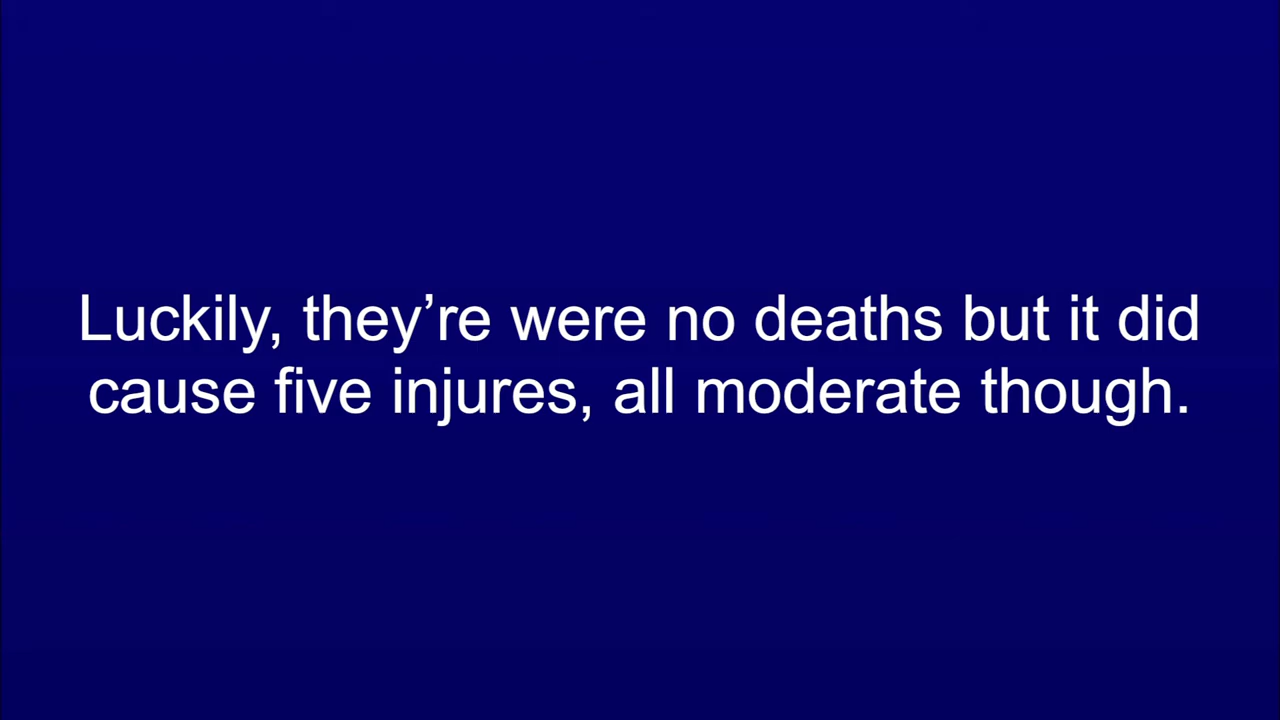 Luckily, they’re were no deaths but it did
cause five injures, all moderate though.